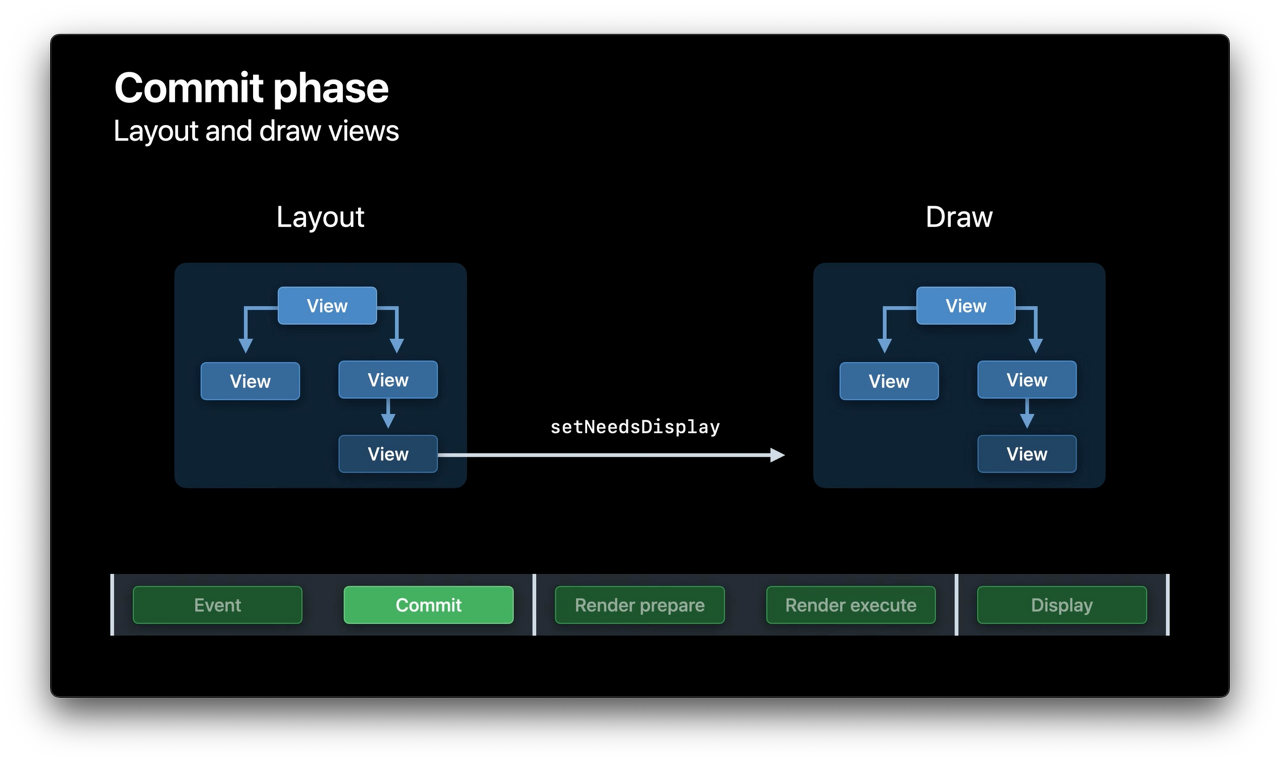 Commit phase
Layout and draw views
Layout
Draw
View
View
View
View
setNeedsDisplay
View
View
View
View
Event
Commit
Render prepare
Render execute
Display